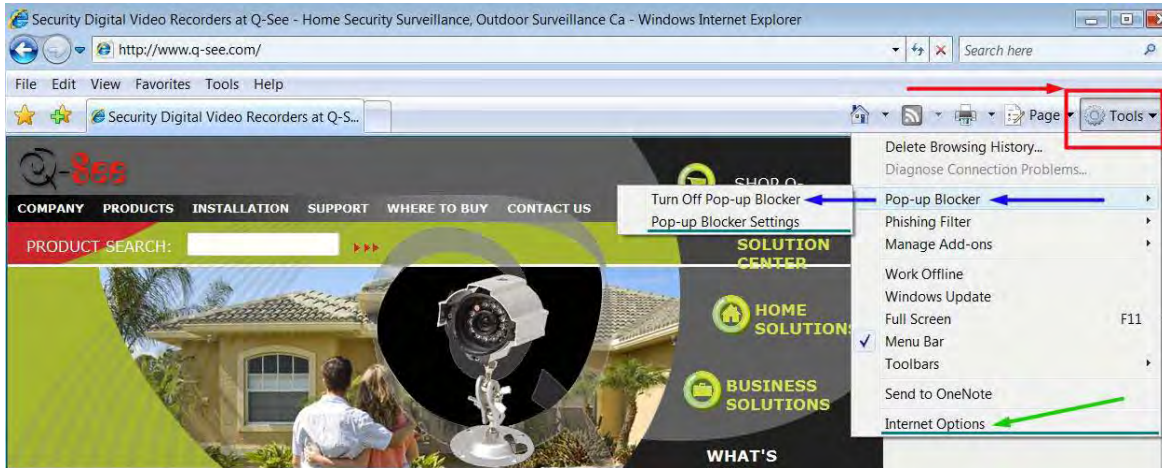 Security Digital Video Recorders at Q-See - Home Security Surveillance, Outdoor Surveillance Ca - Windows Internet Explorer
http://www.q-see.com/
Search here
File Edit View Favorites Tools Help
Security Digital Video Recorders at Q-S...
Page Tools
Q-See
COMPANY PRODUCTS INSTALLATION SUPPORT WHERE TO BUY CONTACT US
PRODUCT SEARCH:
SHOP Q-
SOLUTION
CENTER
HOME
SOLUTIONS
BUSINESS
SOLUTIONS
WHAT'S
Turn Off Pop-up Blocker
Pop-up Blocker Settings
Delete Browsing History...
Diagnose Connection Problems...
Pop-up Blocker
Phishing Filter
Manage Add-ons
Work Offline
Windows Update
Full Screen F11
Menu Bar
Toolbars
Send to OneNote
Internet Options